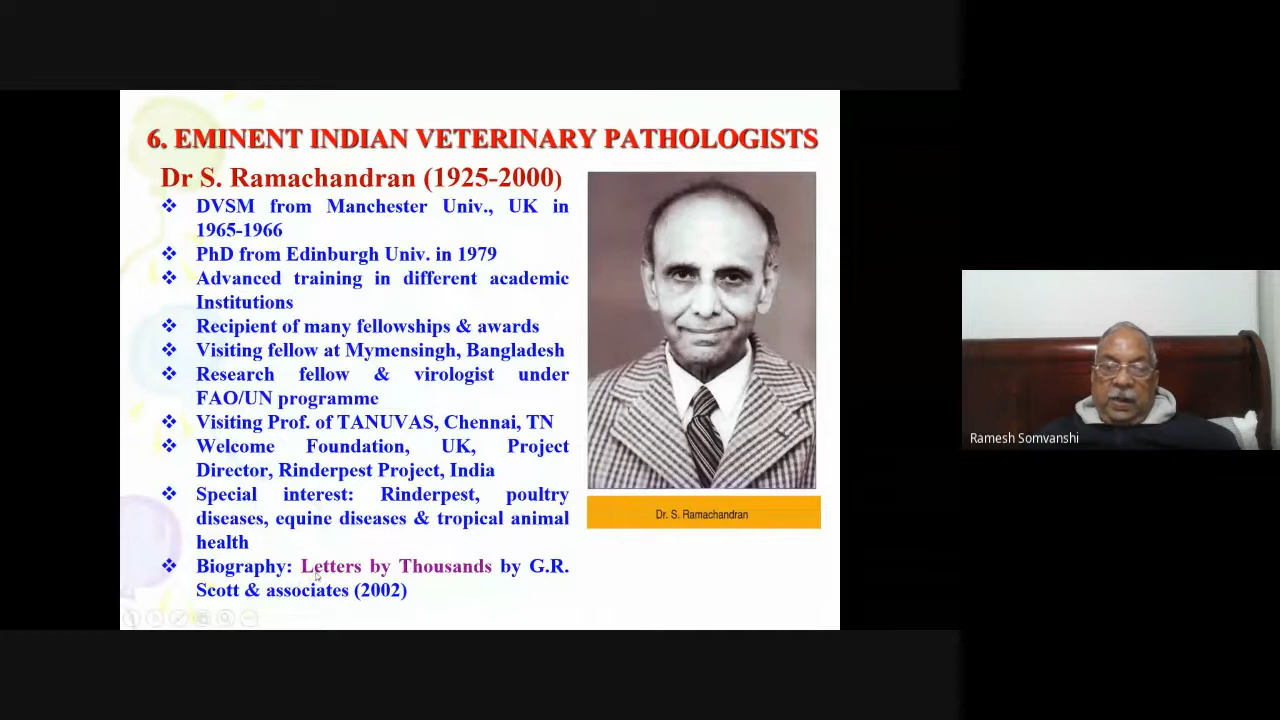 6. EMINENT INDIAN VETERINARY PATHOLOGISTS
Dr S. Ramachandran (1925-2000)
❖ DVSM from Manchester Univ., UK in
1965-1966
❖ PhD from Edinburgh Univ. in 1979
❖ Advanced training in different academic
Institutions
❖ Recipient of many fellowships & awards
❖ Visiting fellow at Mymensingh, Bangladesh
❖ Research fellow & virologist under
FAO/UN programme
❖ Visiting Prof. of TANUVAS, Chennai, TN
❖ Welcome Foundation, UK, Project
Director, Rinderpest Project, India
❖ Special interest: Rinderpest, poultry
diseases, equine diseases & tropical animal
health
❖ Biography: Letters by Thousands by G.R.
Scott & associates (2002)
Dr. S. Ramachandran
Ramesh Somvanshi